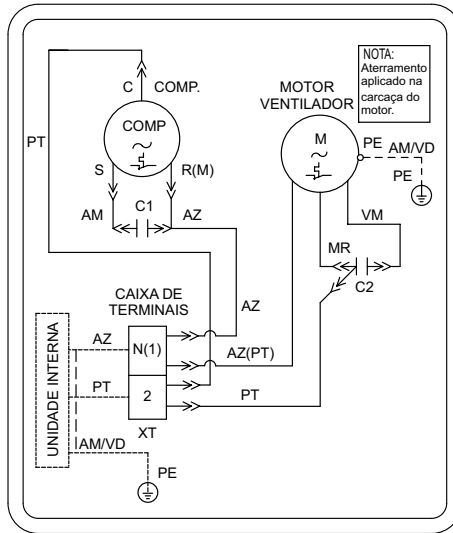 NOTA:
Aterramento
aplicado na
carcaça do
motor.
C COMP.
MOTOR
VENTILADOR
COMP
M
PT
S
R(M)
PE
AM/VD
PE
AM
C1
AZ
VM
MR
C2
CAIXA DE
TERMINAIS
AZ
UNIDADE INTERNA
AZ
N(1)
AZ(PT)
PT
2
PT
XT
AM/VD
PE